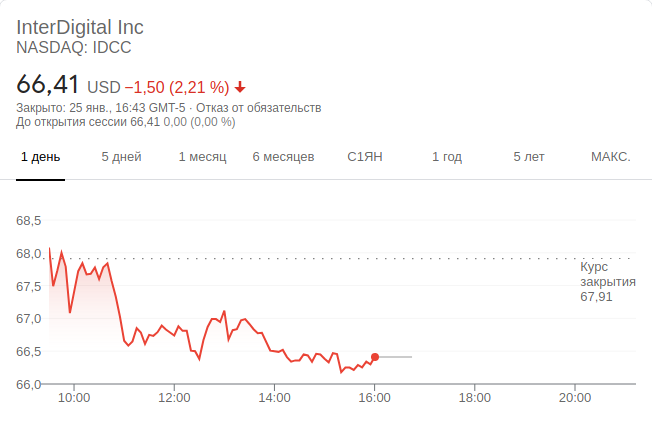 InterDigital Inc
NASDAQ: IDCC
66,41 USD −1,50 (2,21 %)
Закрыто: 25 янв., 16:43 GMT-5 · Отказ от обязательств
До открытия сессии 66,41 0,00 (0,00 %)
1 день 5 дней 1 месяц 6 месяцев С1ЯН 1 год 5 лет МАКС.
68,5
68,0
Курс
закрытия
67,91
67,5
67,0
66,5
66,0
10:00 12:00 14:00 16:00 18:00 20:00